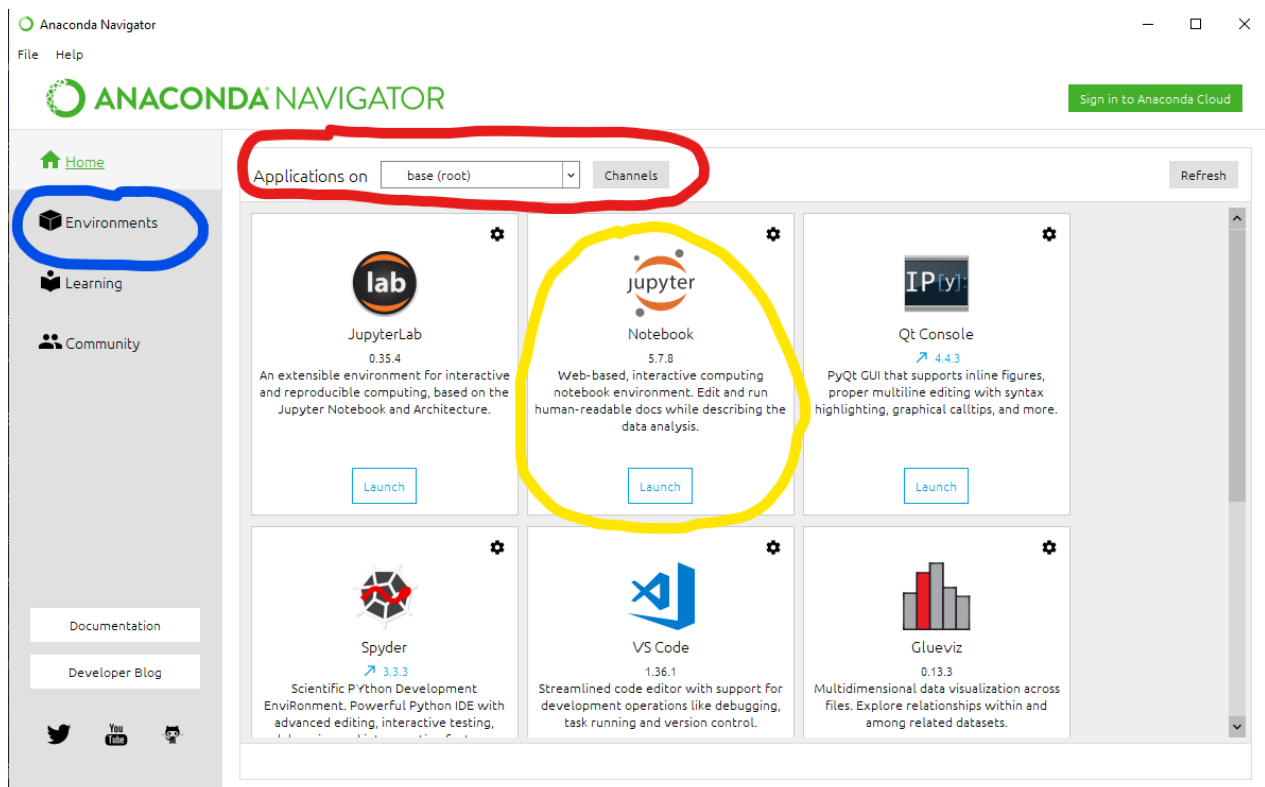 Anaconda Navigator
File Help
ANACONDA NAVIGATOR
Sign in to Anaconda Cloud
Home
Environments
Learning
Community
Documentation
Developer Blog
You
Tube
Applications on base (root) Channels
Refresh
lab
JupyterLab
0.35.4
An extensible environment for interactive
and reproducible computing, based on the
Jupyter Notebook and Architecture.
Launch
jupyter
Notebook
5.7.8
Web-based, interactive computing
notebook environment. Edit and run
human-readable docs while describing the
data analysis.
Launch
IP[y]:
Qt Console
4.4.3
PyQt GUI that supports inline figures,
proper multiline editing with syntax
highlighting, graphical calltips, and more.
Launch
Spyder
3.3.3
Scientific PYthon Development
EnviRonment. Powerful Python IDE with
advanced editing, interactive testing,
VS Code
1.36.1
Streamlined code editor with support for
development operations like debugging,
task running and version control.
Glueviz
0.13.3
Multidimensional data visualization across
files. Explore relationships within and
among related datasets.